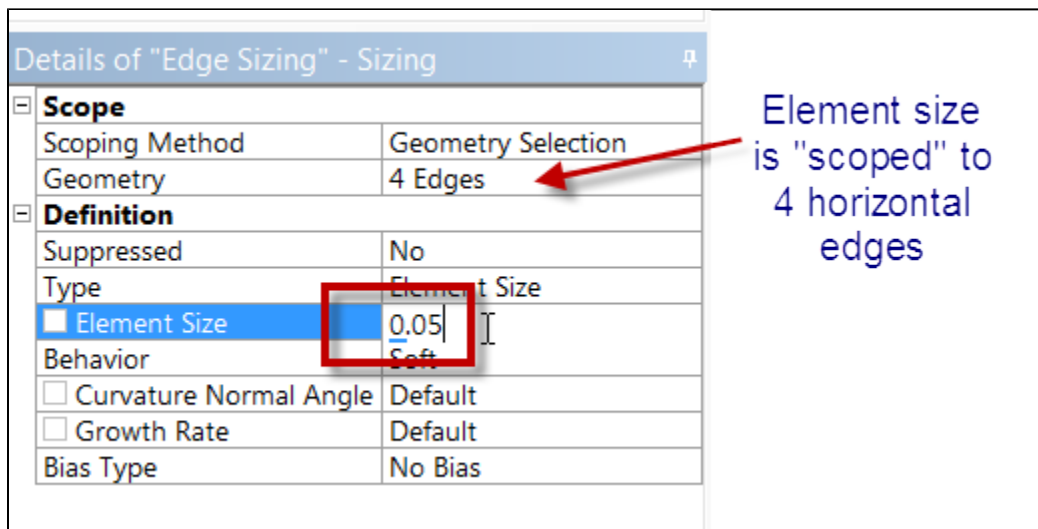 Details of "Edge Sizing" - Sizing
Scope
Scoping Method Geometry Selection
Geometry 4 Edges
Definition
Suppressed No
Type Element Size
Element Size 0.05
Behavior Soft
Curvature Normal Angle Default
Growth Rate Default
Bias Type No Bias
Element size
is "scoped" to
4 horizontal
edges